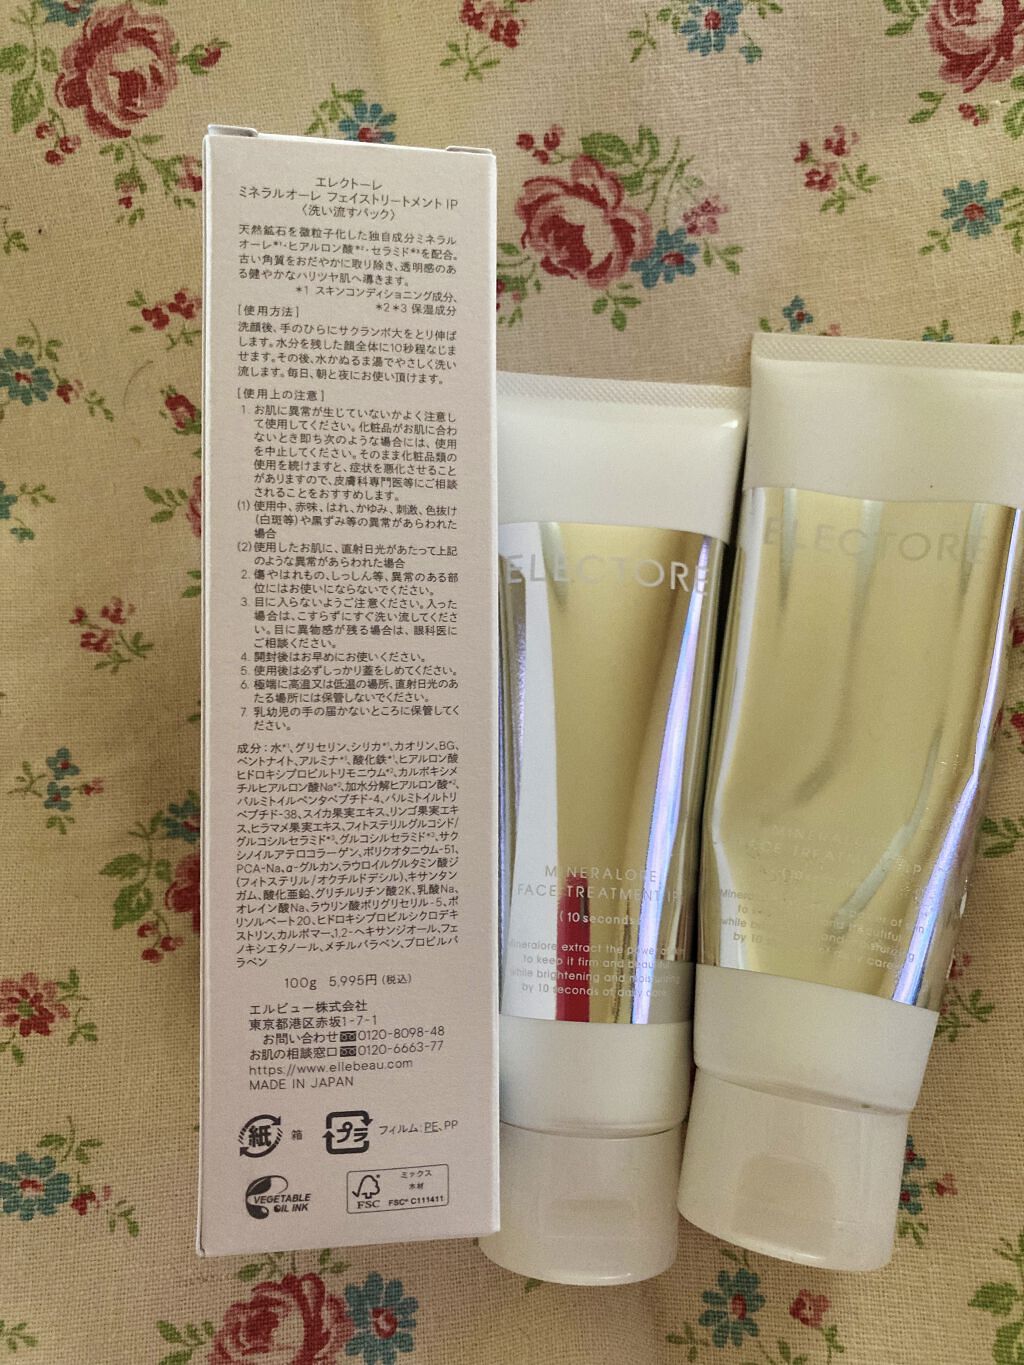 エレクトーレ
ミネラルオーレ フェイストリートメント IP
〈洗い流すパック〉
天然鉱石を微粒子化した独自成分ミネラル
オーレ*1・ヒアルロン酸*2・セラミド*3を配合。
古い角質をおだやかに取り除き、透明感のあ
る健やかなハリツヤ肌へ導きます。
*1 スキンコンディショニング成分、
*2*3 保湿成分
[使用方法]
洗顔後、手のひらにサクランボ大をとり伸ば
します。水分を残した顔全体に10秒程なじま
せます。その後、水かぬるま湯でやさしく洗い
流します。毎日、朝と夜にお使い頂けます。
[使用上の注意]
1. お肌に異常が生じていないかよく注意し
て使用してください。化粧品がお肌に合わ
ないとき即ち次のような場合には、使用
を中止してください。そのまま化粧品類の
使用を続けますと、症状を悪化させること
がありますので、皮膚科専門医等にご相談
されることをおすすめします。
(1) 使用中、赤味、はれ、かゆみ、刺激、色抜け
(白斑等)や黒ずみ等の異常があらわれた
場合
(2) 使用したお肌に、直射日光があたって上記
のような異常があらわれた場合
2. 傷やはれもの、しっしん等、異常のある部
位にはお使いにならないでください。
3. 目に入らないようご注意ください。入った
場合は、こすらずにすぐ洗い流してくださ
い。目に異物感が残る場合は、眼科医に
ご相談ください。
4. 開封後はお早めにお使いください。
5. 使用後は必ずしっかり蓋をしめてください。
6. 極端に高温又は低温の場所、直射日光のあ
たる場所には保管しないでください。
7. 乳幼児の手の届かないところに保管してく
ださい。
成分：水*1、グリセリン、シリカ*1、カオリン、BG、
ベントナイト、アルミナ*1、酸化鉄*1、ヒアルロン酸
ヒドロキシプロピルトリモニウム*2、カルボキシメ
チルヒアルロン酸Na*2、加水分解ヒアルロン酸*2、
パルミトイルペンタペプチド-4、パルミトイルトリ
ペプチド-38、スイカ果実エキス、リンゴ果実エキ
ス、ヒラマメ果実エキス、フィトステリルグルコシド/
グルコシルセラミド*3、グルコシルセラミド*3、サク
シノイルアテロコラーゲン、ポリクオタニウム-51、
PCA-Na、α-グルカン、ラウロイルグルタミン酸ジ
(フィトステリル/オクチルドデシル)、キサンタン
ガム、酸化亜鉛、グリチルリチン酸2K、乳酸Na、
オレイン酸Na、ラウリン酸ポリグリセリル-5、ポ
リソルベート20、ヒドロキシプロピルシクロデキ
ストリン、カルボマー、1,2-ヘキサンジオール、フェ
ノキシエタノール、メチルパラベン、プロピルパ
ラベン
100g 5,995円(税込)
エルビュー株式会社
東京都港区赤坂1-7-1
お問い合わせ 0120-8098-48
お肌の相談窓口 0120-6663-77
https://www.ellebeau.com
MADE IN JAPAN
紙 箱 プラ フィルム：PE、PP
VEGETABLE
OIL INK
FSC
ミックス
木材
FSC® C111411
ELECTORE
MINERALORE
FACE TREATMENT IP
(10 seconds)
Mineralore extract the power
to keep it firm and beau
while brightening and moisturizing
by 10 seconds of daily care
ELECTORE